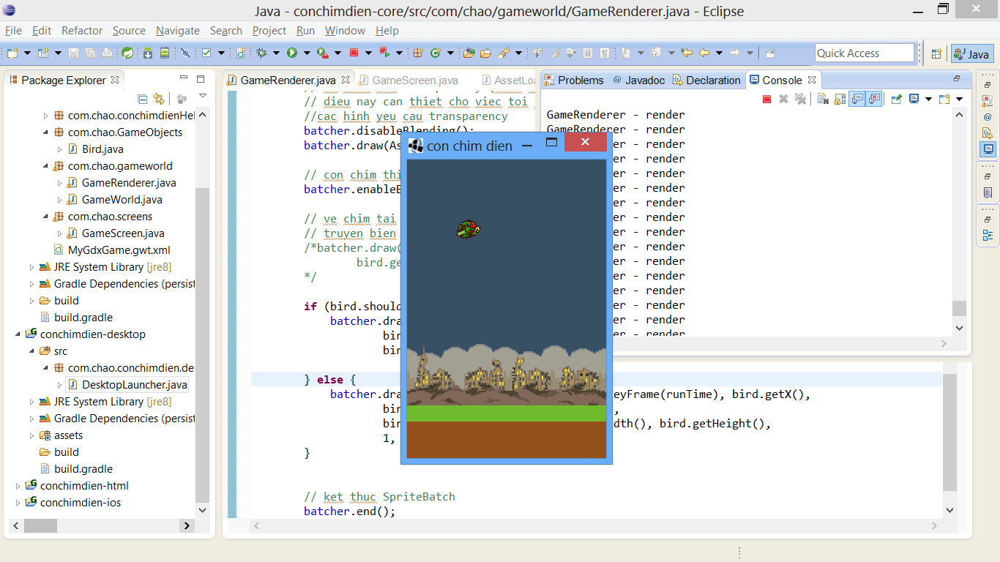 Java - conchimdien-core/src/com/chao/gameworld/GameRenderer.java - Eclipse
File Edit Refactor Source Navigate Search Project Run Window Help
Quick Access
Java
Package Explorer
com.chao.conchimdienHel
com.chao.GameObjects
Bird.java
com.chao.gameworld
GameRenderer.java
GameWorld.java
com.chao.screens
GameScreen.java
MyGdxGame.gwt.xml
JRE System Library [jre8]
Gradle Dependencies (persist
build
build.gradle
conchimdien-desktop
src
com.chao.conchimdien.de
DesktopLauncher.java
JRE System Library [jre8]
Gradle Dependencies (persist
assets
build
build.gradle
conchimdien-html
conchimdien-ios
GameRenderer.java GameScreen.java AssetLoa
// dieu nay can thiet cho viec toi
//cac hinh yeu cau transparency
batcher.disableBlending();
batcher.draw(As
// con chim thi
batcher.enableB
// ve chim tai
// truyen bien
/*batcher.draw(
bird.ge
*/
if (bird.should
batcher.dra
bir
bir
} else {
batcher.dra eyFrame(runTime), bird.getX(),
bir ,
bir dth(), bird.getHeight(),
1,
}
// ket thuc SpriteBatch
batcher.end();
Problems @ Javadoc Declaration Console
GameRenderer - render
GameRenderer - render
er - render
er - render
er - render
er - render
er - render
er - render
er - render
er - render
er - render
er - render
er - render
er - render
er - render
er - render
con chim dien